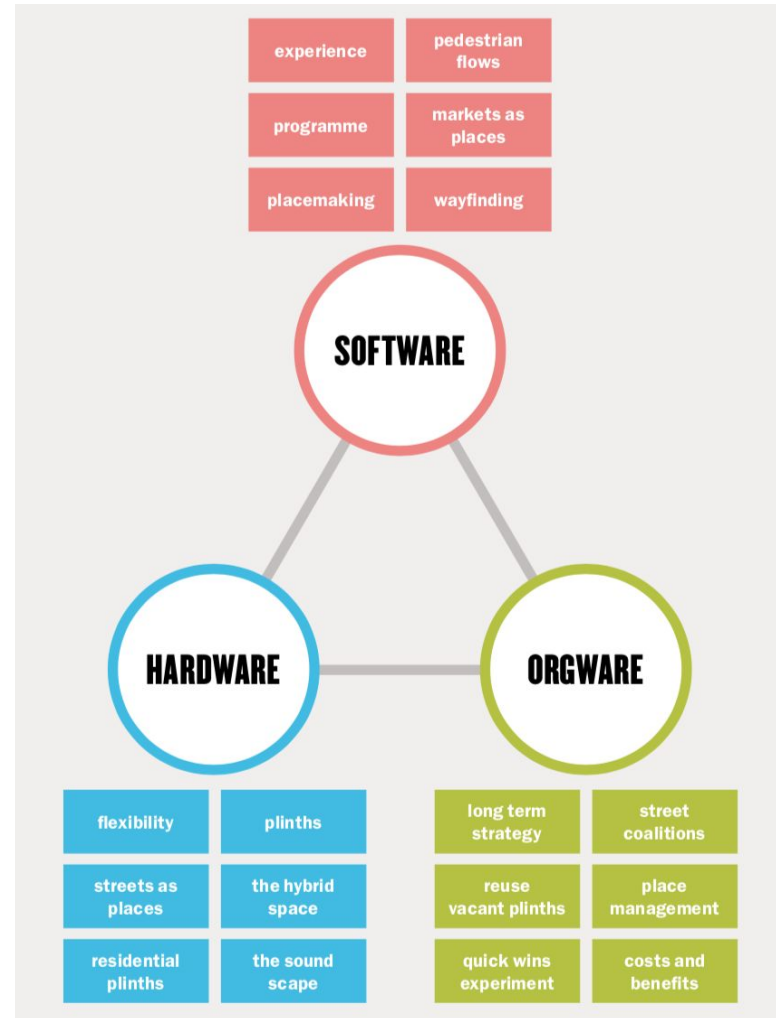 experience
pedestrian
flows
programme
markets as
places
placemaking
wayfinding
SOFTWARE
HARDWARE
ORGWARE
flexibility
plinths
streets as
places
the hybrid
space
residential
plinths
the sound
scape
long term
strategy
street
coalitions
reuse
vacant plinths
place
management
quick wins
experiment
costs and
benefits